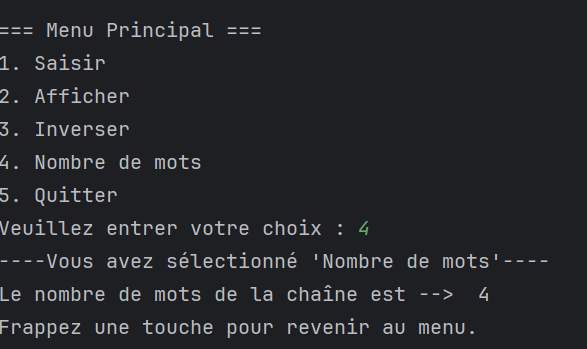 === Menu Principal ===
1. Saisir
2. Afficher
3. Inverser
4. Nombre de mots
5. Quitter
Veuillez entrer votre choix : 4
----Vous avez sélectionné 'Nombre de mots'----
Le nombre de mots de la chaîne est -->  4
Frappez une touche pour revenir au menu.